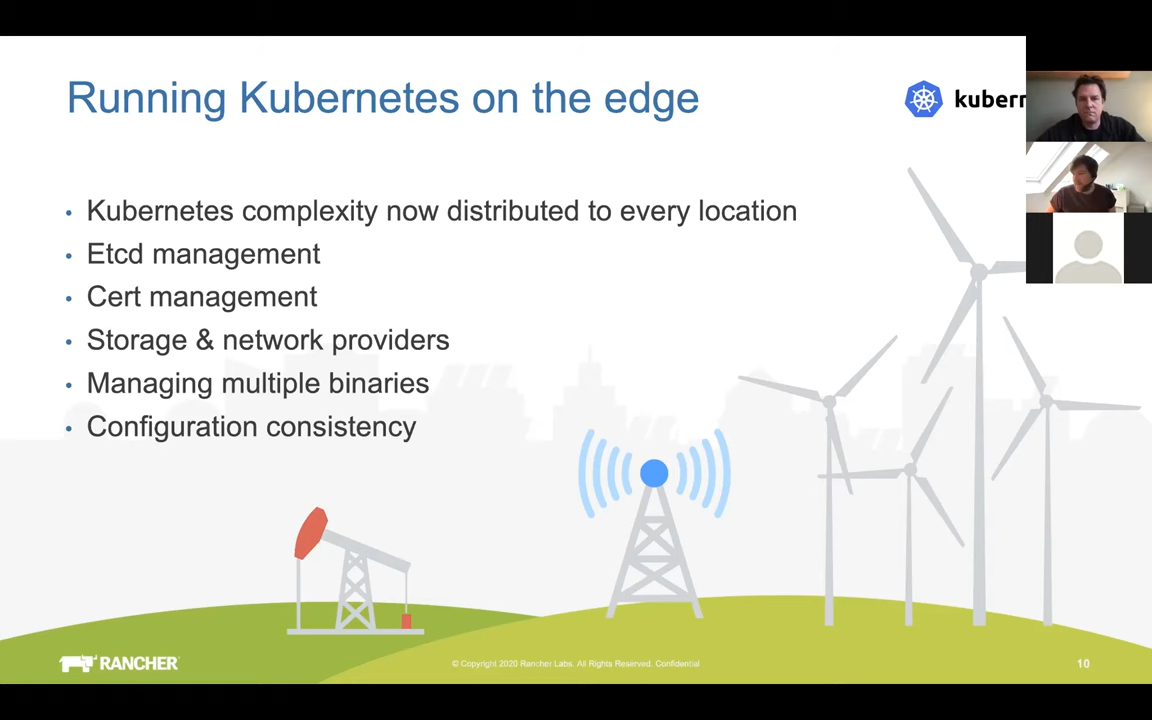 Running Kubernetes on the edge
kubern
• Kubernetes complexity now distributed to every location
• Etcd management
• Cert management
• Storage & network providers
• Managing multiple binaries
• Configuration consistency
RANCHER
© Copyright 2020 Rancher Labs. All Rights Reserved. Confidential
10